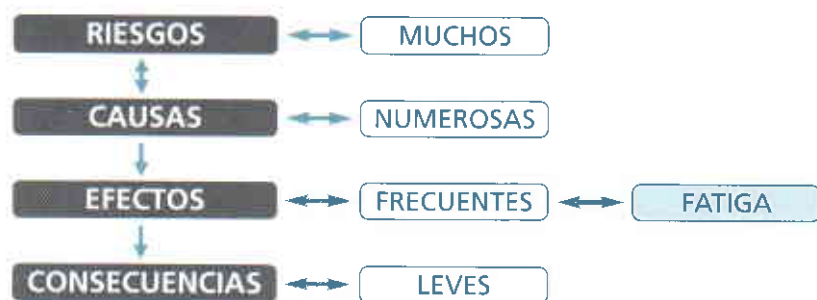 RIESGOS MUCHOS
CAUSAS NUMEROSAS
EFECTOS FRECUENTES FATIGA
CONSECUENCIAS LEVES